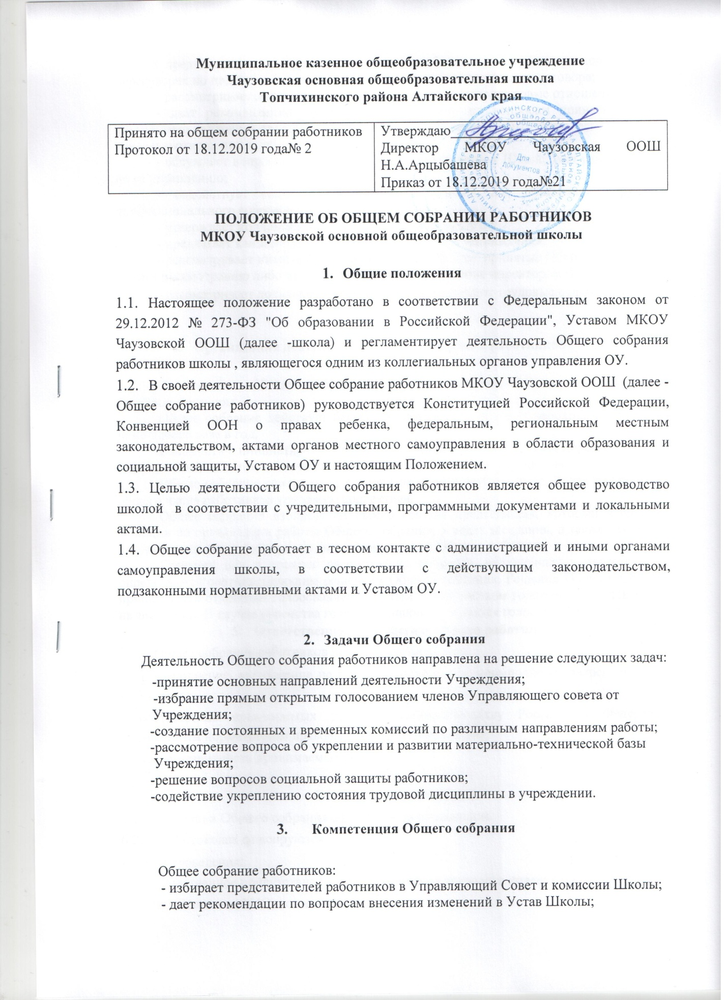 Муниципальное казенное общеобразовательное учреждение
Чаузовская основная общеобразовательная школа
Топчихинского района Алтайского края
Принято на общем собрании работников
Протокол от 18.12.2019 года№ 2
Утверждаю
Директор МКОУ Чаузовская ООШ
Н.А.Арцыбашева
Приказ от 18.12.2019 года№21
Для
документов
ПОЛОЖЕНИЕ ОБ ОБЩЕМ СОБРАНИИ РАБОТНИКОВ
МКОУ Чаузовской основной общеобразовательной школы
1. Общие положения
1.1. Настоящее положение разработано в соответствии с Федеральным законом от
29.12.2012 № 273-ФЗ "Об образовании в Российской Федерации", Уставом МКОУ
Чаузовской ООШ (далее -школа) и регламентирует деятельность Общего собрания
работников школы , являющегося одним из коллегиальных органов управления ОУ.
1.2. В своей деятельности Общее собрание работников МКОУ Чаузовской ООШ (далее -
Общее собрание работников) руководствуется Конституцией Российской Федерации,
Конвенцией ООН о правах ребенка, федеральным, региональным местным
законодательством, актами органов местного самоуправления в области образования и
социальной защиты, Уставом ОУ и настоящим Положением.
1.3. Целью деятельности Общего собрания работников является общее руководство
школой в соответствии с учредительными, программными документами и локальными
актами.
1.4. Общее собрание работает в тесном контакте с администрацией и иными органами
самоуправления школы, в соответствии с действующим законодательством,
подзаконными нормативными актами и Уставом ОУ.
2. Задачи Общего собрания
Деятельность Общего собрания работников направлена на решение следующих задач:
-принятие основных направлений деятельности Учреждения;
-избрание прямым открытым голосованием членов Управляющего совета от
Учреждения;
-создание постоянных и временных комиссий по различным направлениям работы;
-рассмотрение вопроса об укреплении и развитии материально-технической базы
Учреждения;
-решение вопросов социальной защиты работников;
-содействие укреплению состояния трудовой дисциплины в учреждении.
3. Компетенция Общего собрания
Общее собрание работников:
- избирает представителей работников в Управляющий Совет и комиссии Школы;
- дает рекомендации по вопросам внесения изменений в Устав Школы;